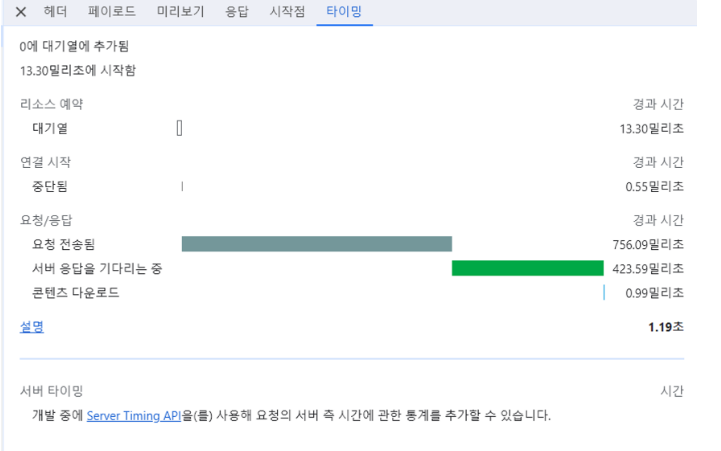 × 헤더 페이로드 미리보기 응답 시작점 타이밍
0에 대기열에 추가됨
13.30밀리초에 시작함
리소스 예약 경과 시간
대기열 13.30밀리초
연결 시작 경과 시간
중단됨 0.55밀리초
요청/응답 경과 시간
요청 전송됨 756.09밀리초
서버 응답을 기다리는 중 423.59밀리초
콘텐츠 다운로드 0.99밀리초
설명 1.19초
서버 타이밍 시간
개발 중에 Server Timing API을(를) 사용해 요청의 서버 측 시간에 관한 통계를 추가할 수 있습니다.